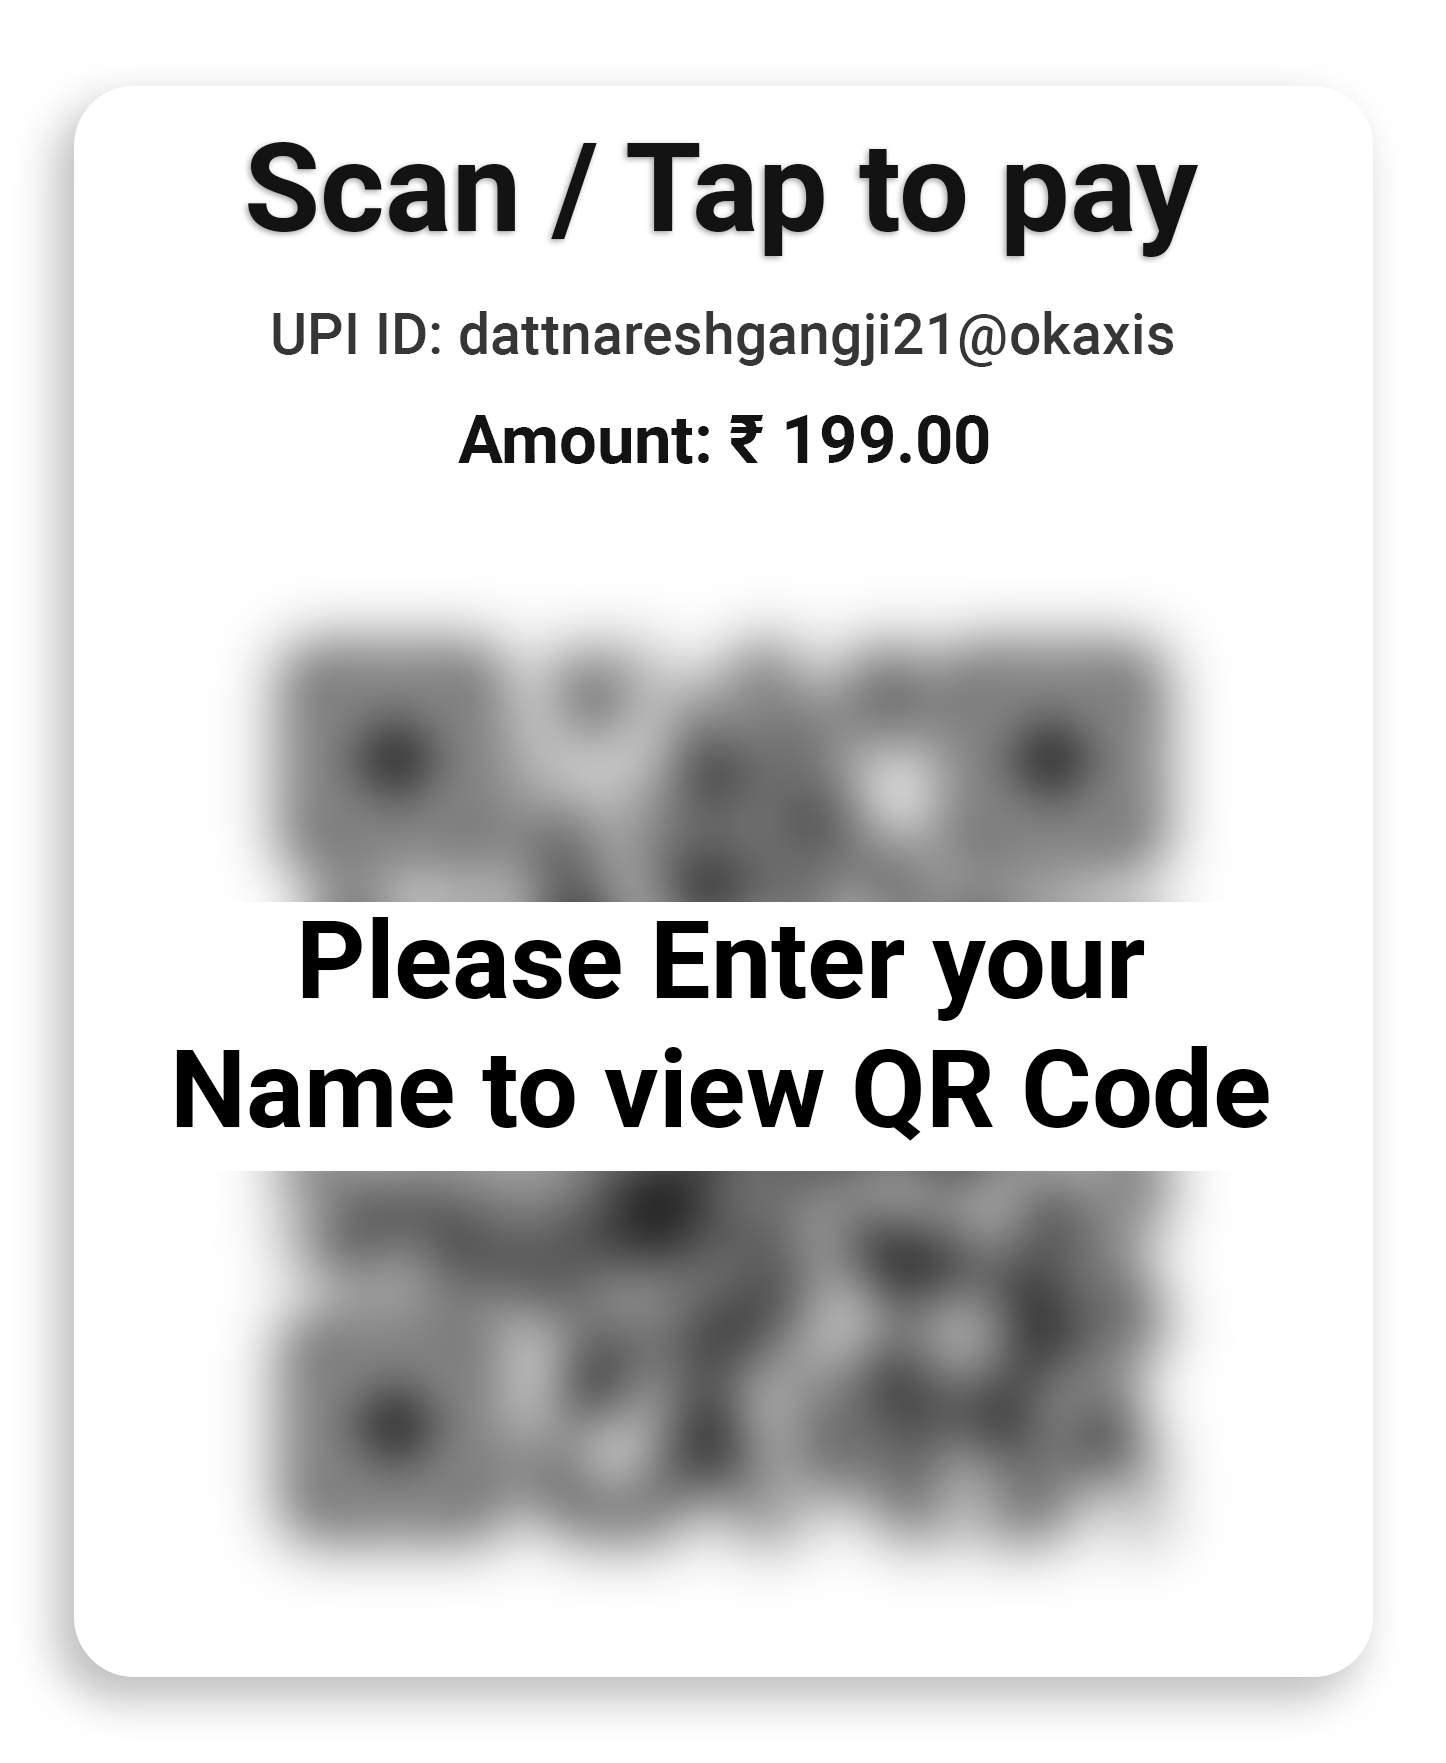 Scan / Tap to pay
UPI ID: dattnareshgangji21@okaxis
Amount: ₹ 199.00
Please Enter your
Name to view QR Code